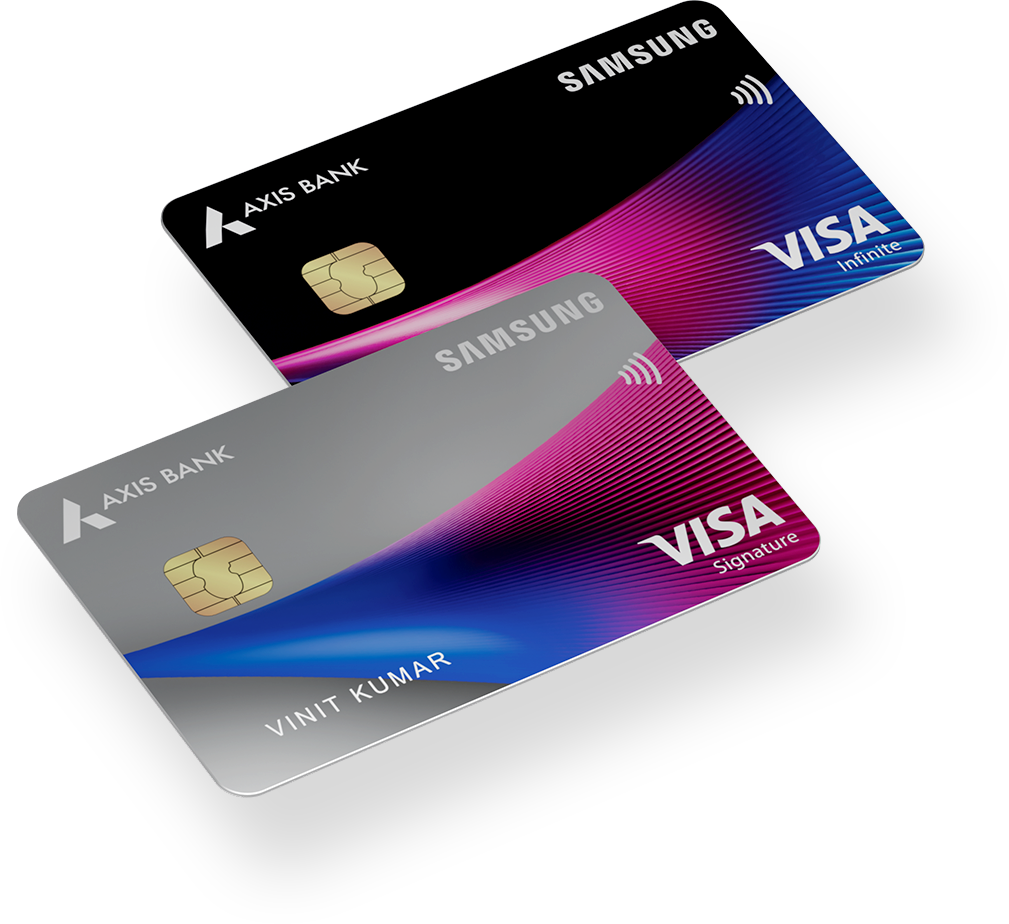 SAMSUNG
AXIS BANK
VISA
Infinite
SAMSUNG
AXIS BANK
VISA
Signature
VINIT KUMAR